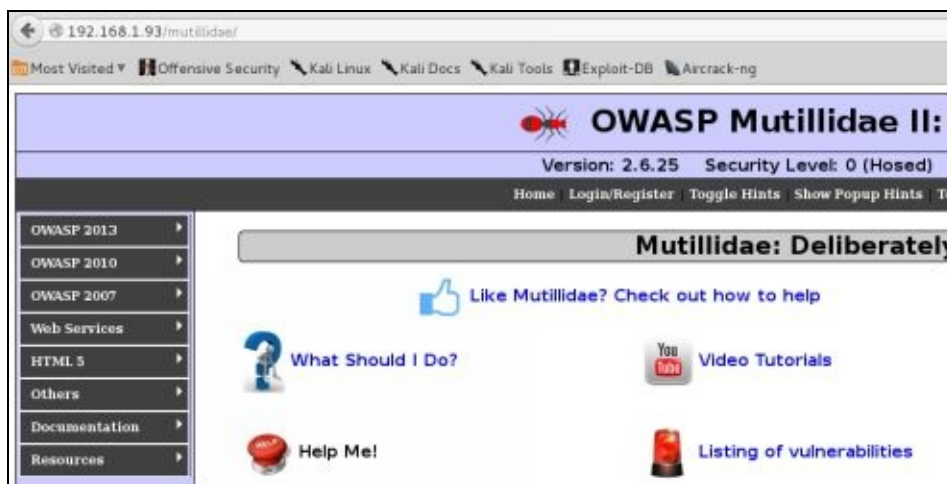 192.168.1.93/mutillidae/
Most Visited Offensive Security Kali Linux Kali Docs Kali Tools Exploit-DB Aircrack-ng
OWASP Mutillidae II:
Version: 2.6.25 Security Level: 0 (Hosed)
Home Login/Register Toggle Hints Show Popup Hints
OWASP 2013
OWASP 2010
OWASP 2007
Web Services
HTML 5
Others
Documentation
Resources
Mutillidae: Deliberately
Like Mutillidae? Check out how to help
What Should I Do?
You Tube Video Tutorials
HELP Help Me!
Listing of vulnerabilities